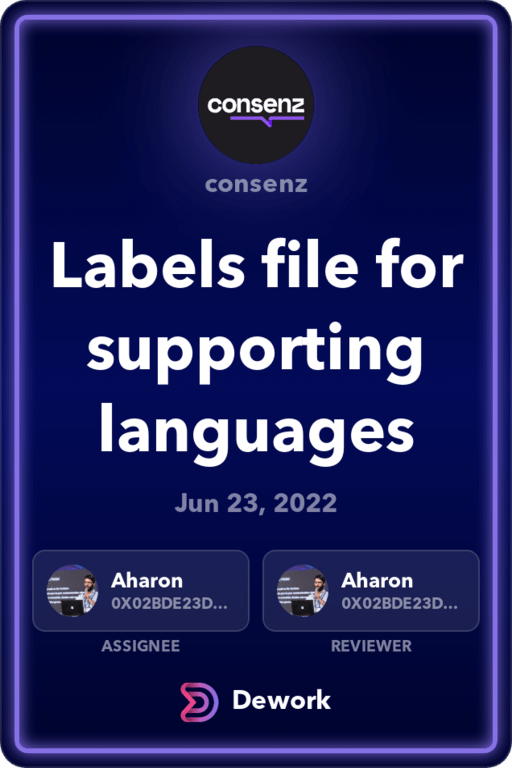 consenz
consenz
Labels file for
supporting
languages
Jun 23, 2022
Aharon
0X02BDE23D...
ASSIGNEE
Aharon
0X02BDE23D...
REVIEWER
Dework